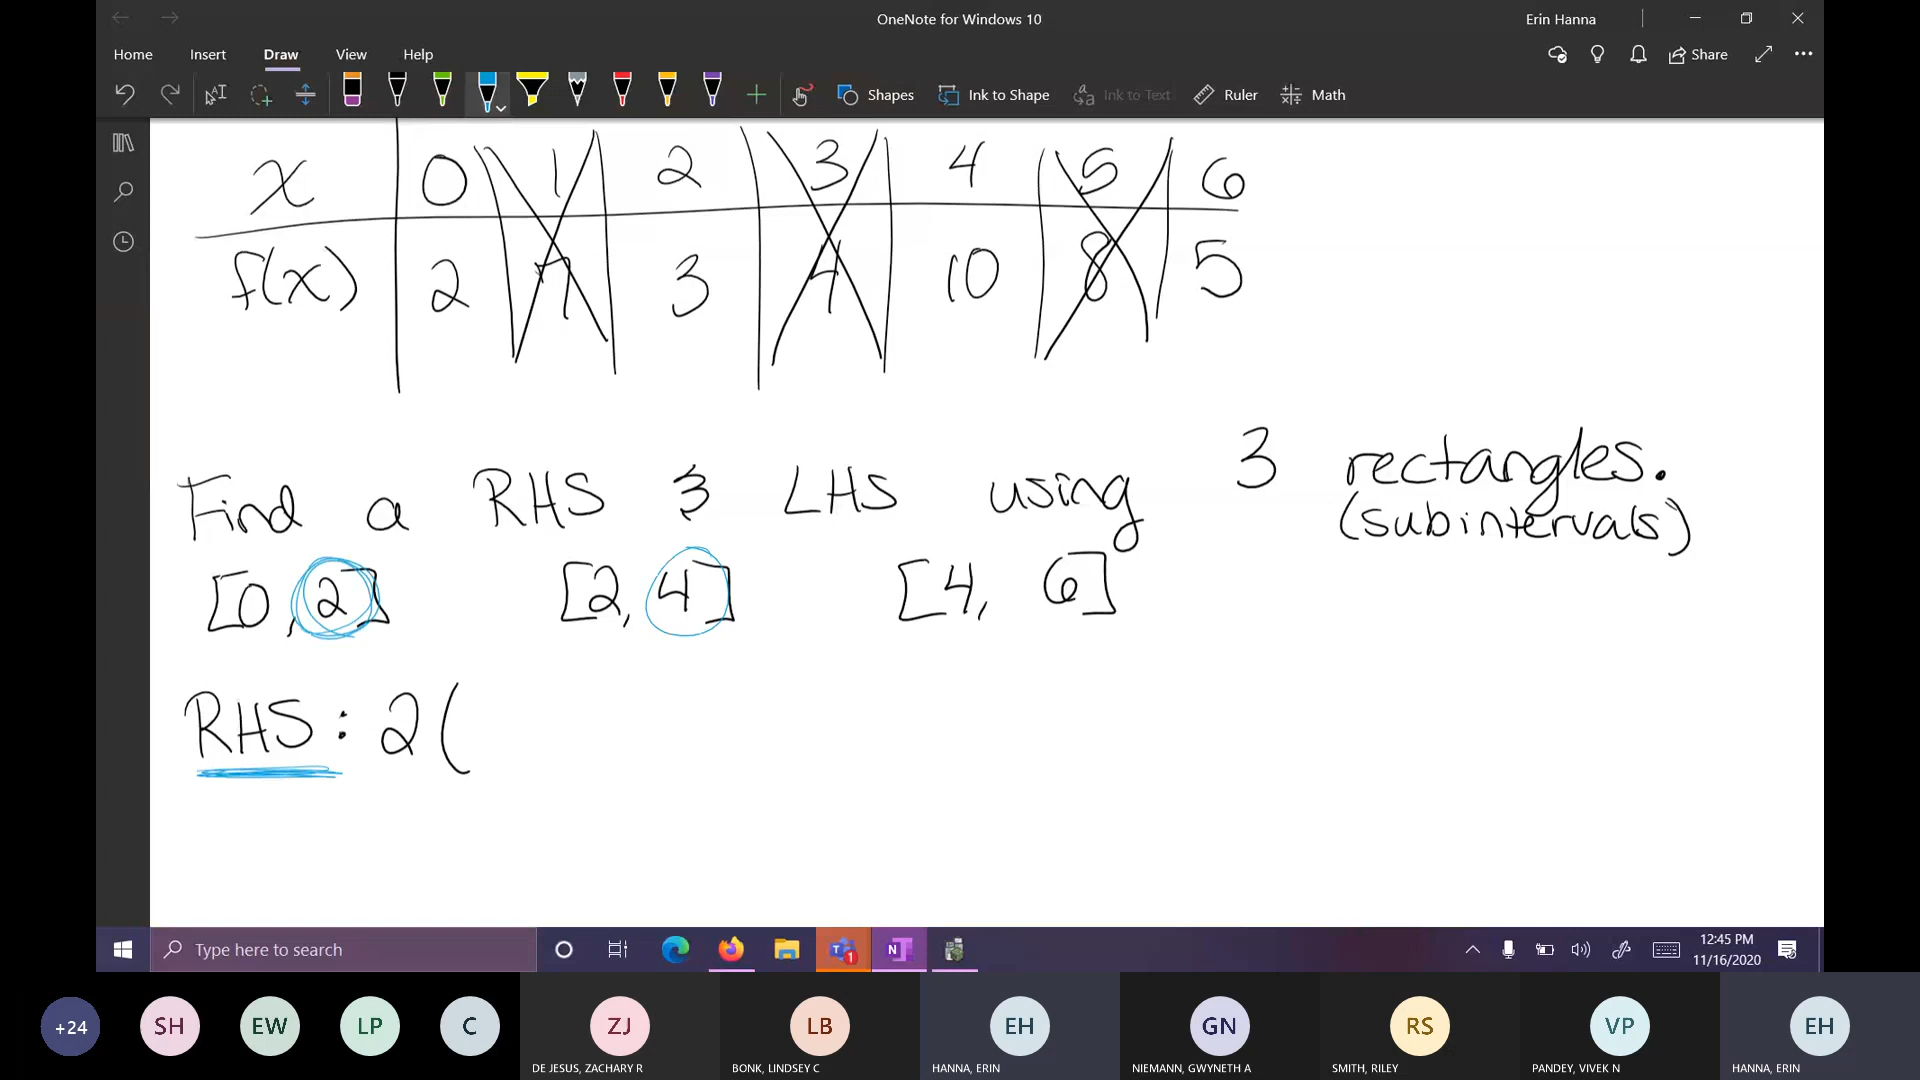 OneNote for Windows 10
Erin Hanna
Home Insert Draw View Help
Share
Shapes Ink to Shape Ink to Text Ruler Math
x 0 1 2 3 4 5 6
f(x) 2 7 3 4 10 8 5
Find a RHS & LHS using 3 rectangles.
(subintervals)
[0, 2] [2, 4] [4, 6]
RHS: 2(
Type here to search
1
12:45 PM
11/16/2020
+24 SH EW LP C ZJ LB EH GN RS VP EH
DE JESUS, ZACHARY R BONK, LINDSEY C HANNA, ERIN NIEMANN, GWYNETH A SMITH, RILEY PANDEY, VIVEK N HANNA, ERIN